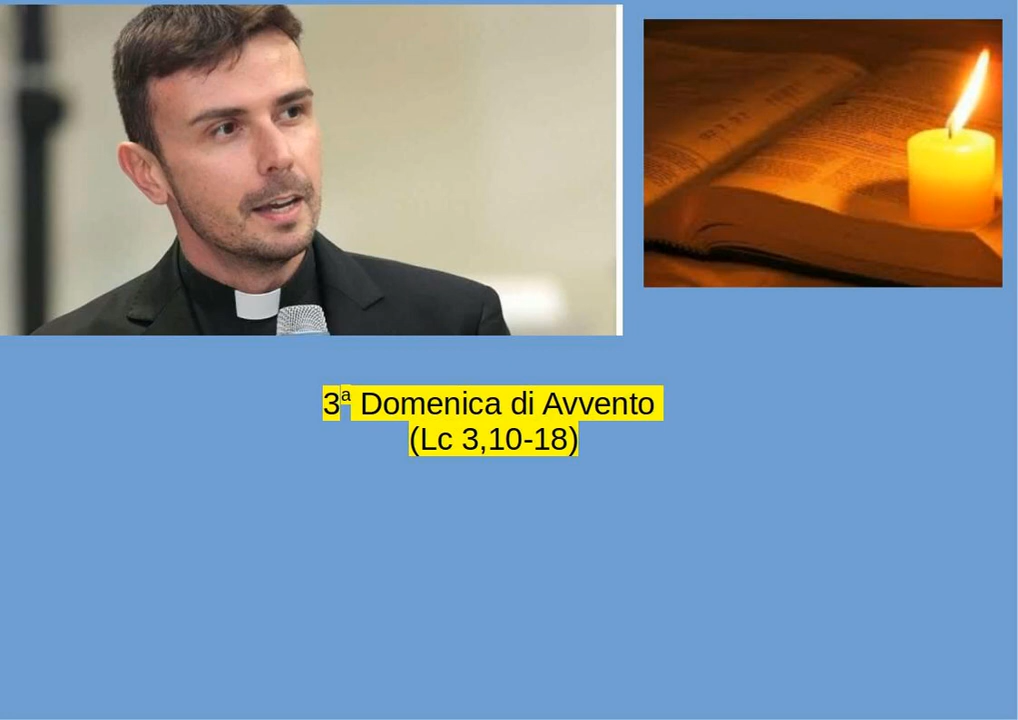 3ª Domenica di Avvento
(Lc 3,10-18)